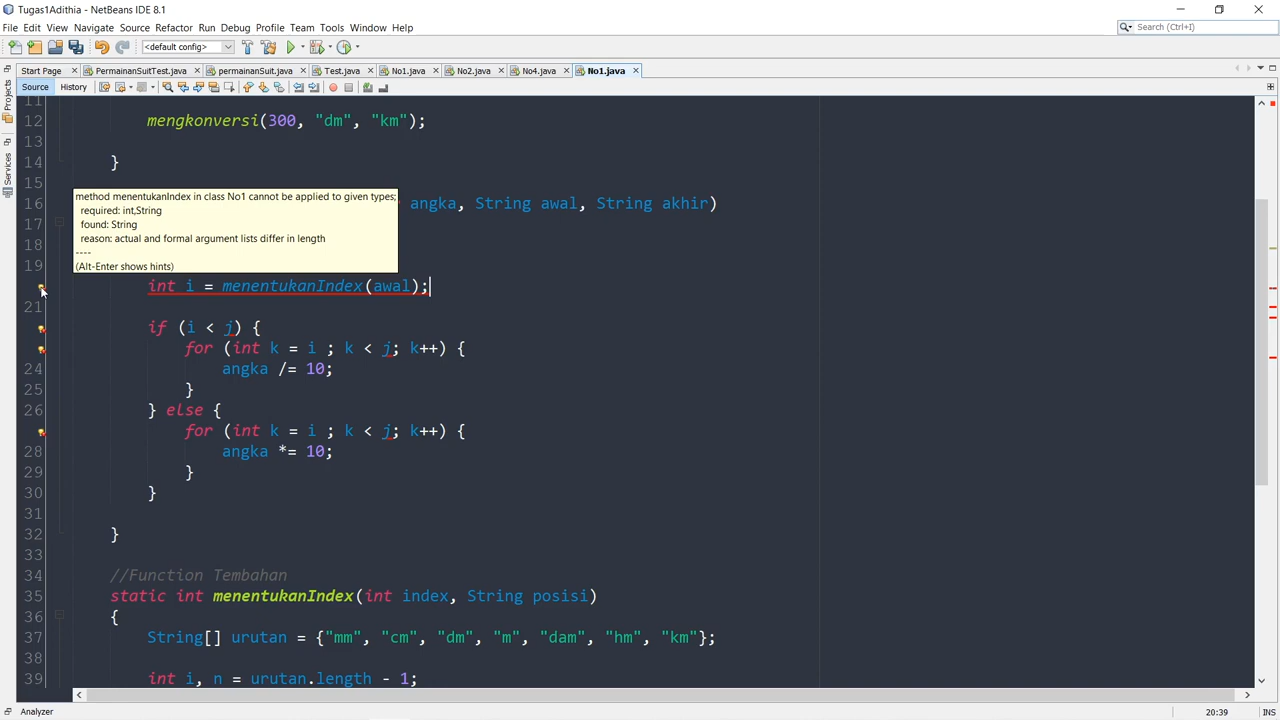 Tugas1Adithia - NetBeans IDE 8.1
File Edit View Navigate Source Refactor Run Debug Profile Team Tools Window Help
<default config>
Search (Ctrl+I)
Start Page PermainanSuitTest.java permainanSuit.java Test.java No1.java No2.java No4.java No1.java
Source History
Projects
Services
11
12 mengkonversi(300, "dm", "km");
13
14 }
15
method menentukanIndex in class No1 cannot be applied to given types;
required: int,String
found: String
reason: actual and formal argument lists differ in length
----
(Alt-Enter shows hints)
16 angka, String awal, String akhir)
17
18
19
int i = menentukanIndex(awal);
21
if (i < j) {
for (int k = i ; k < j; k++) {
24 angka /= 10;
25 }
26 } else {
for (int k = i ; k < j; k++) {
28 angka *= 10;
29 }
30 }
31
32 }
33
34 //Function Tembahan
35 static int menentukanIndex(int index, String posisi)
36 {
37 String[] urutan = {"mm", "cm", "dm", "m", "dam", "hm", "km"};
38
39 int i, n = urutan.length - 1;
Analyzer 20:39 INS